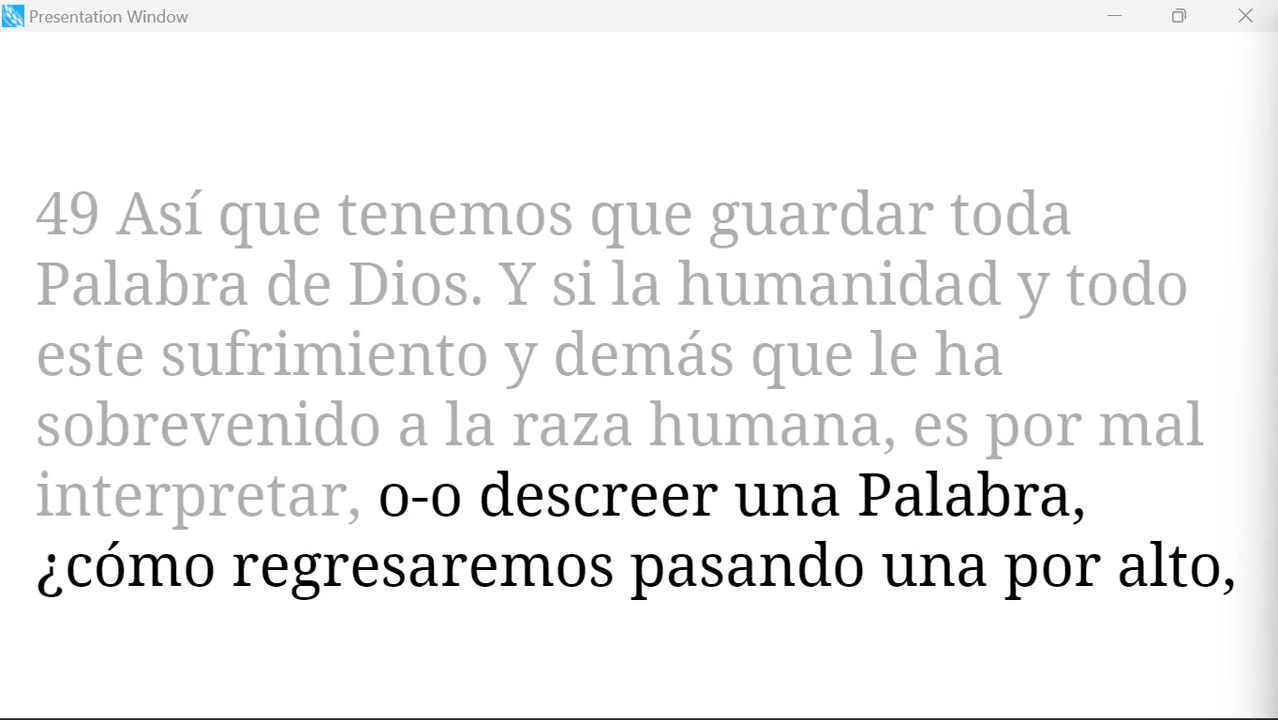 Presentation Window
49 Así que tenemos que guardar toda
Palabra de Dios. Y si la humanidad y todo
este sufrimiento y demás que le ha
sobrevenido a la raza humana, es por mal
interpretar, o-o descreer una Palabra,
¿cómo regresaremos pasando una por alto,